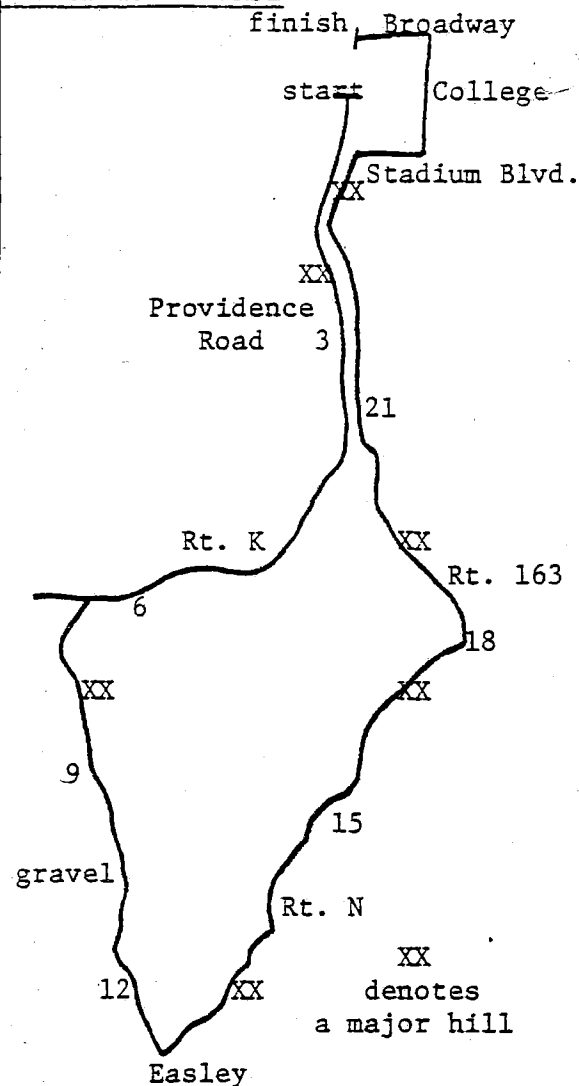 finish
Broadway
start
College
Stadium Blvd.
XX
XX
Providence
Road
3
21
Rt. K
XX
Rt. 163
6
18
XX
XX
9
15
gravel
Rt. N
12
XX
XX
denotes
a major hill
Easley